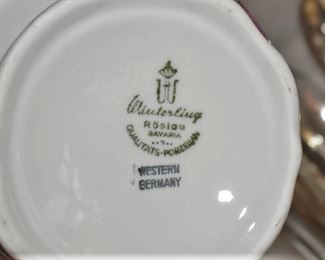 W
Winterling
Röslau
BAVARIA
QUALITÄTS-PORZELLAN
WESTERN
GERMANY